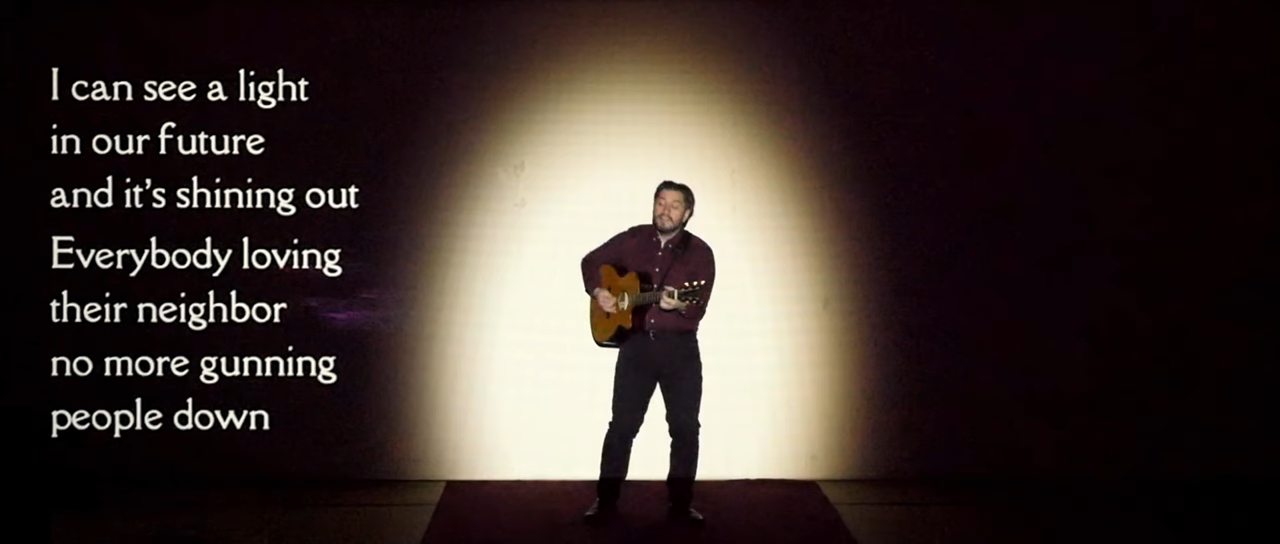 I can see a light
in our future
and it's shining out
Everybody loving
their neighbor
no more gunning
people down